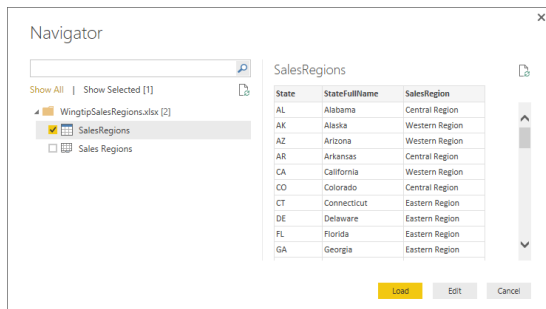 Navigator
Show All | Show Selected [1]
WingtipSalesRegions.xlsx [2]
SalesRegions
Sales Regions
SalesRegions
State StateFullName SalesRegion
AL Alabama Central Region
AK Alaska Western Region
AZ Arizona Western Region
AR Arkansas Central Region
CA California Western Region
CO Colorado Central Region
CT Connecticut Eastern Region
DE Delaware Eastern Region
FL Florida Eastern Region
GA Georgia Eastern Region
Load Edit Cancel